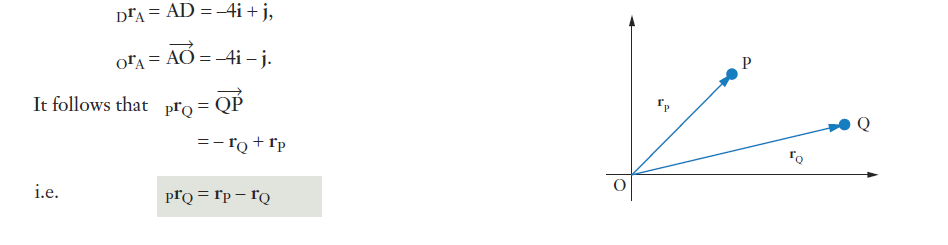 DrA = AD = –4i + j,
OrA = AO = –4i – j.
It follows that PrQ = QP
= – rQ + rP
i.e. PrQ = rP – rQ
P
rP
Q
rQ
O